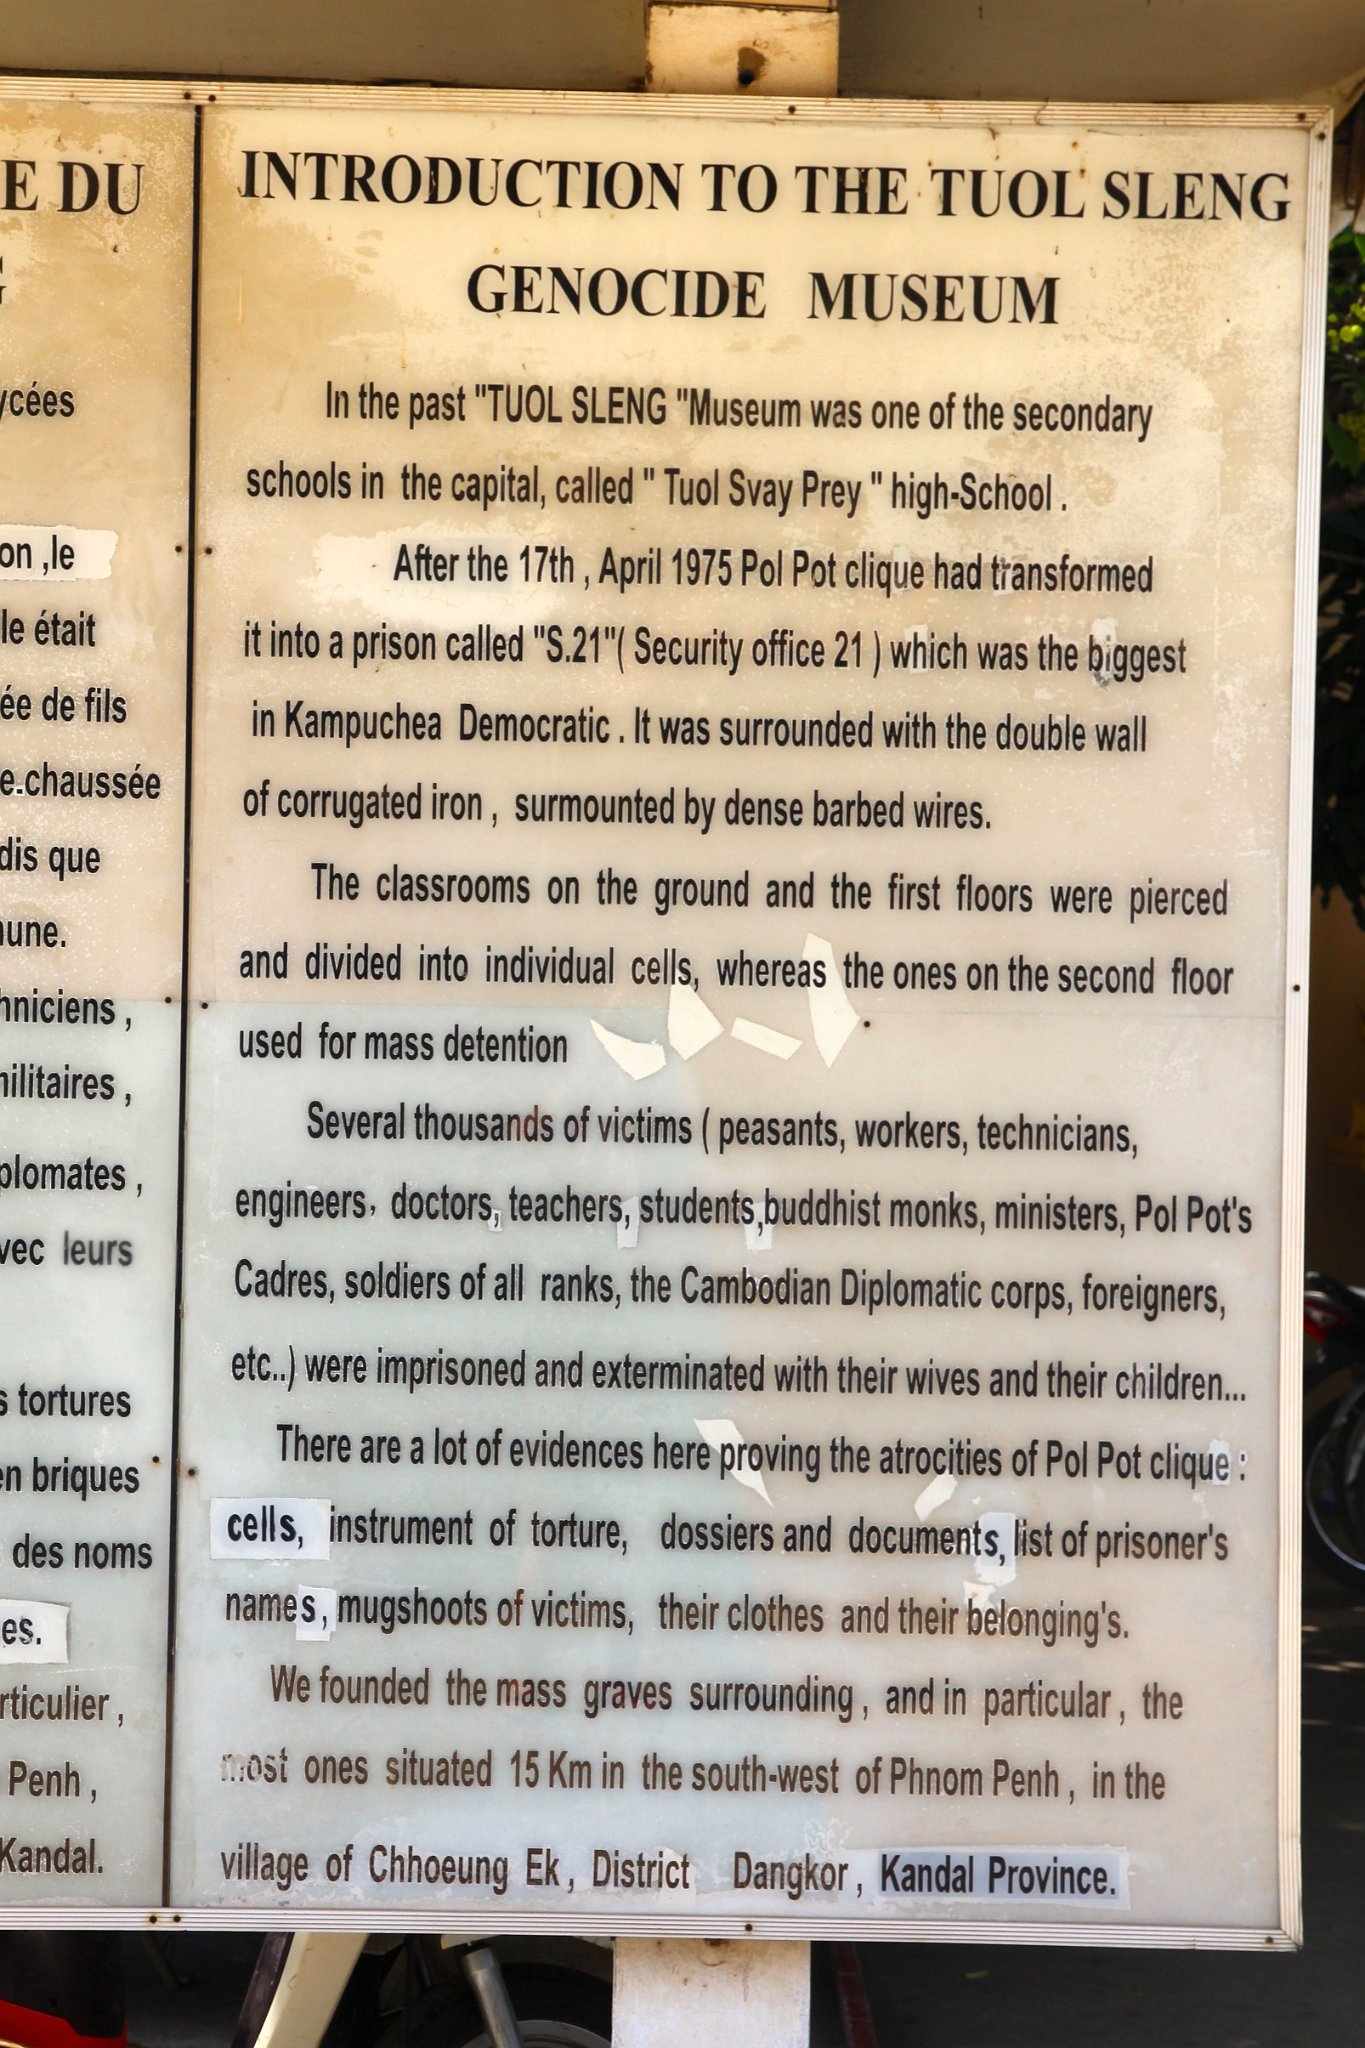 E DU
G
ycées
on ,le
le était
ée de fils
e.chaussée
dis que
nune.
hniciens ,
nilitaires ,
plomates ,
vec leurs
s tortures
en briques
des noms
es.
rticulier ,
Penh ,
Kandal.
INTRODUCTION TO THE TUOL SLENG
GENOCIDE MUSEUM
In the past "TUOL SLENG "Museum was one of the secondary
schools in the capital, called " Tuol Svay Prey " high-School .
After the 17th , April 1975 Pol Pot clique had transformed
it into a prison called "S.21"( Security office 21 ) which was the biggest
in Kampuchea Democratic . It was surrounded with the double wall
of corrugated iron , surmounted by dense barbed wires.
The classrooms on the ground and the first floors were pierced
and divided into individual cells, whereas the ones on the second floor
used for mass detention
Several thousands of victims ( peasants, workers, technicians,
engineers, doctors, teachers, students,buddhist monks, ministers, Pol Pot's
Cadres, soldiers of all ranks, the Cambodian Diplomatic corps, foreigners,
etc..) were imprisoned and exterminated with their wives and their children...
There are a lot of evidences here proving the atrocities of Pol Pot clique :
cells, instrument of torture, dossiers and documents, list of prisoner's
names, mugshoots of victims, their clothes and their belonging's.
We founded the mass graves surrounding , and in particular , the
most ones situated 15 Km in the south-west of Phnom Penh , in the
village of Chhoeung Ek , District Dangkor , Kandal Province.